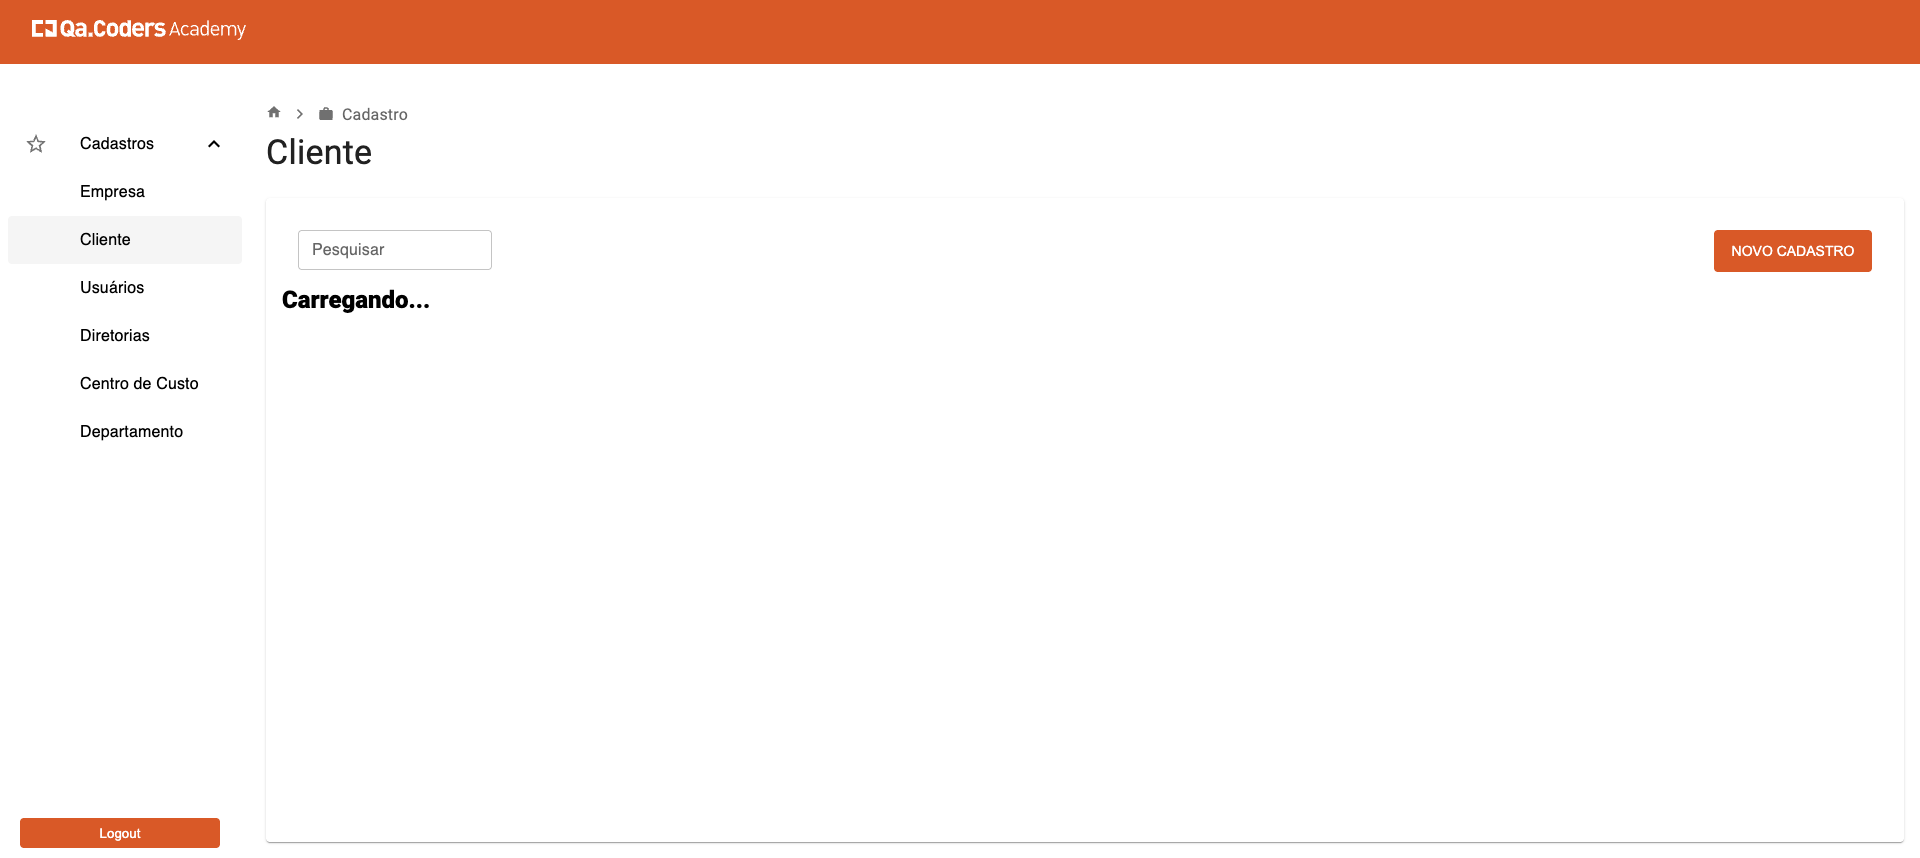 Qa.Coders Academy
Cadastros
Empresa
Cliente
Usuários
Diretorias
Centro de Custo
Departamento
Logout
Cadastro
Cliente
Pesquisar
NOVO CADASTRO
Carregando...